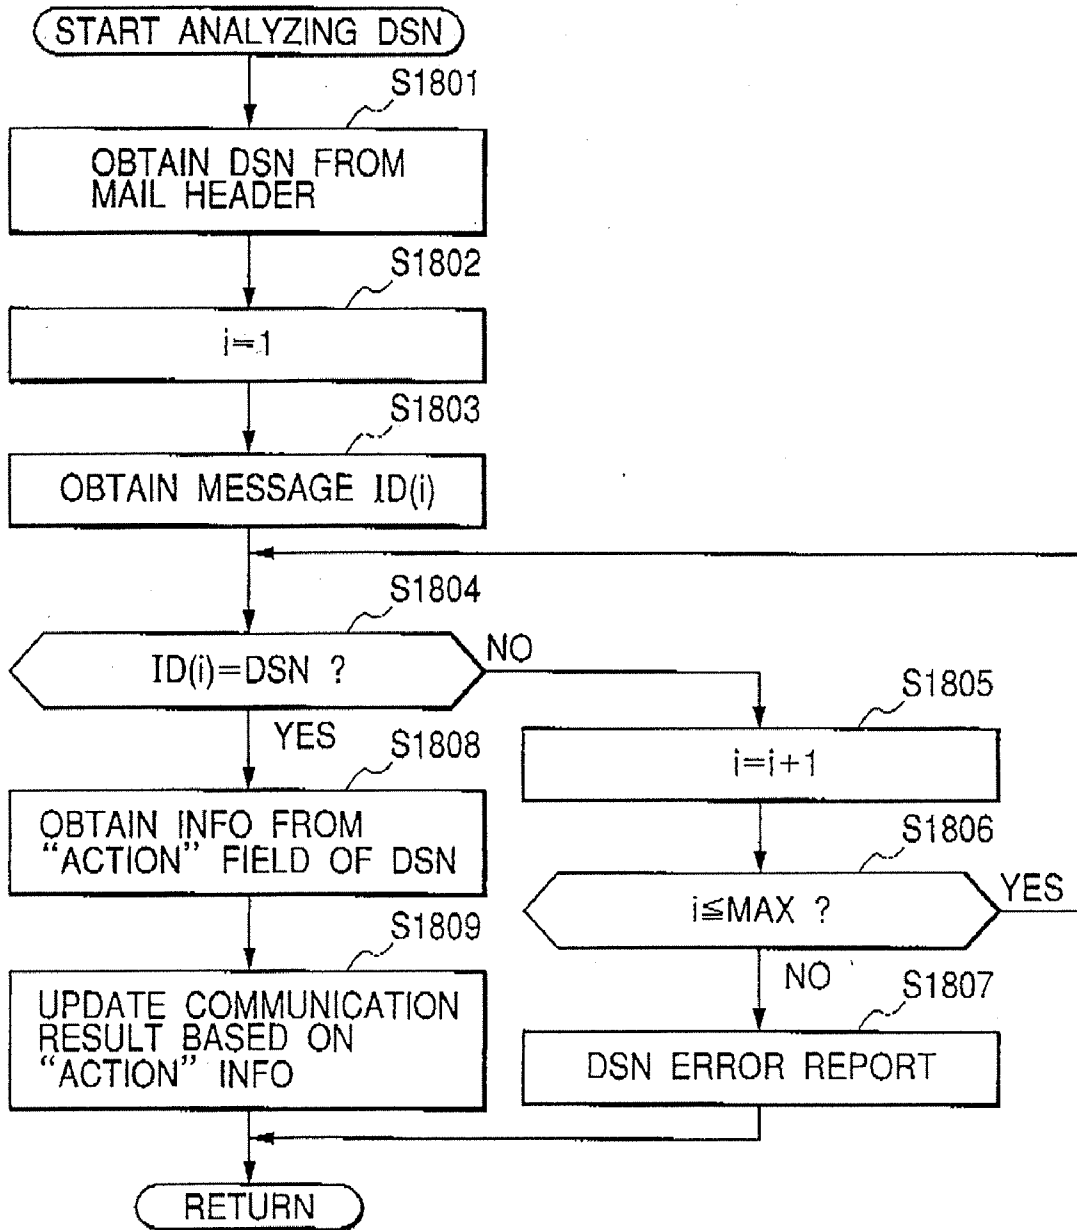 START ANALYZING DSN
S1801
OBTAIN DSN FROM
MAIL HEADER
S1802
i=1
S1803
OBTAIN MESSAGE ID(i)
S1804
ID(i)=DSN ?
NO
YES
S1805
i=i+1
S1806
i≦MAX ?
YES
NO
S1807
DSN ERROR REPORT
S1808
OBTAIN INFO FROM
“ACTION” FIELD OF DSN
S1809
UPDATE COMMUNICATION
RESULT BASED ON
“ACTION” INFO
RETURN